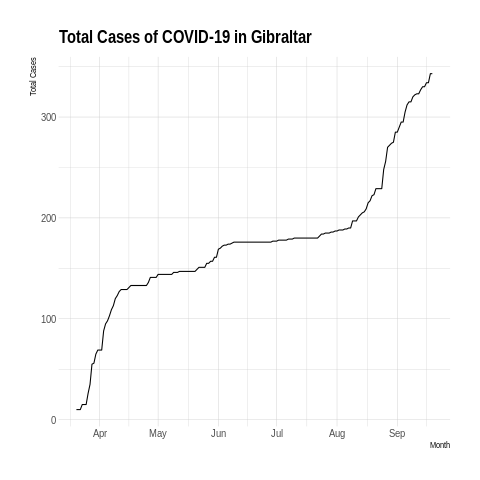 Total Cases of COVID-19 in Gibraltar
Total Cases
300
200
100
0
Apr May Jun Jul Aug Sep
Month